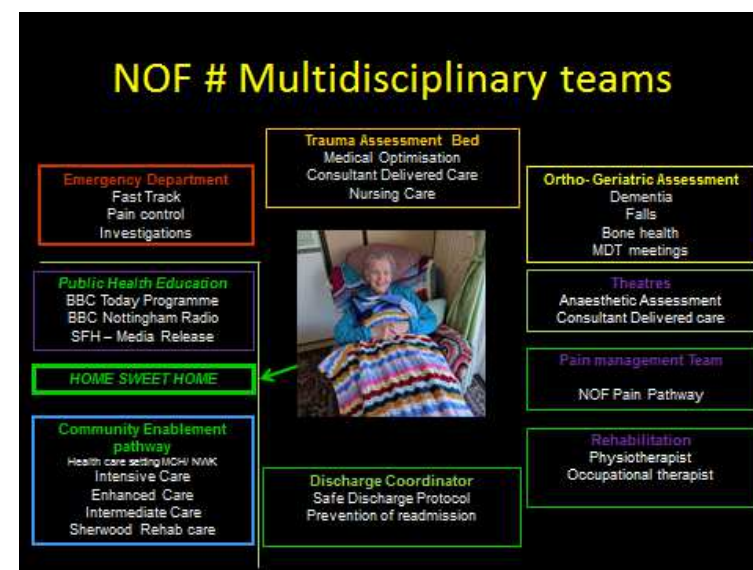 NOF # Multidisciplinary teams
Trauma Assessment Bed
Medical Optimisation
Consultant Delivered Care
Nursing Care
Emergency Department
Fast Track
Pain control
Investigations
Ortho- Geriatric Assessment
Dementia
Falls
Bone health
MDT meetings
Public Health Education
BBC Today Programme
BBC Nottingham Radio
SFH – Media Release
Theatres
Anaesthetic Assessment
Consultant Delivered care
HOME SWEET HOME
Pain management Team
NOF Pain Pathway
Community Enablement
pathway
Health care setting MCH/ NWK
Intensive Care
Enhanced Care
Intermediate Care
Sherwood Rehab care
Discharge Coordinator
Safe Discharge Protocol
Prevention of readmission
Rehabilitation
Physiotherapist
Occupational therapist